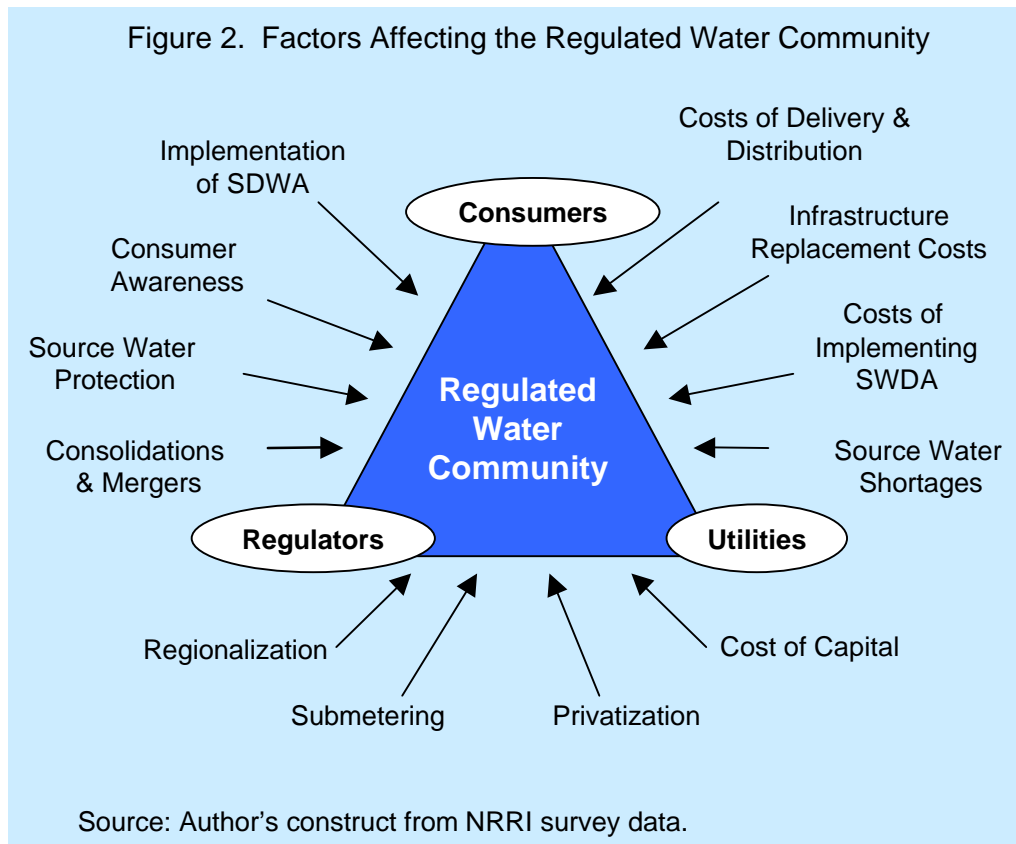 Figure 2. Factors Affecting the Regulated Water Community
Implementation
of SDWA
Costs of Delivery &
Distribution
Consumers
Consumer
Awareness
Infrastructure
Replacement Costs
Source Water
Protection
Costs of
Implementing
SWDA
Regulated
Water
Community
Consolidations
& Mergers
Source Water
Shortages
Regulators
Utilities
Regionalization
Cost of Capital
Submetering
Privatization
Source: Author's construct from NRRI survey data.